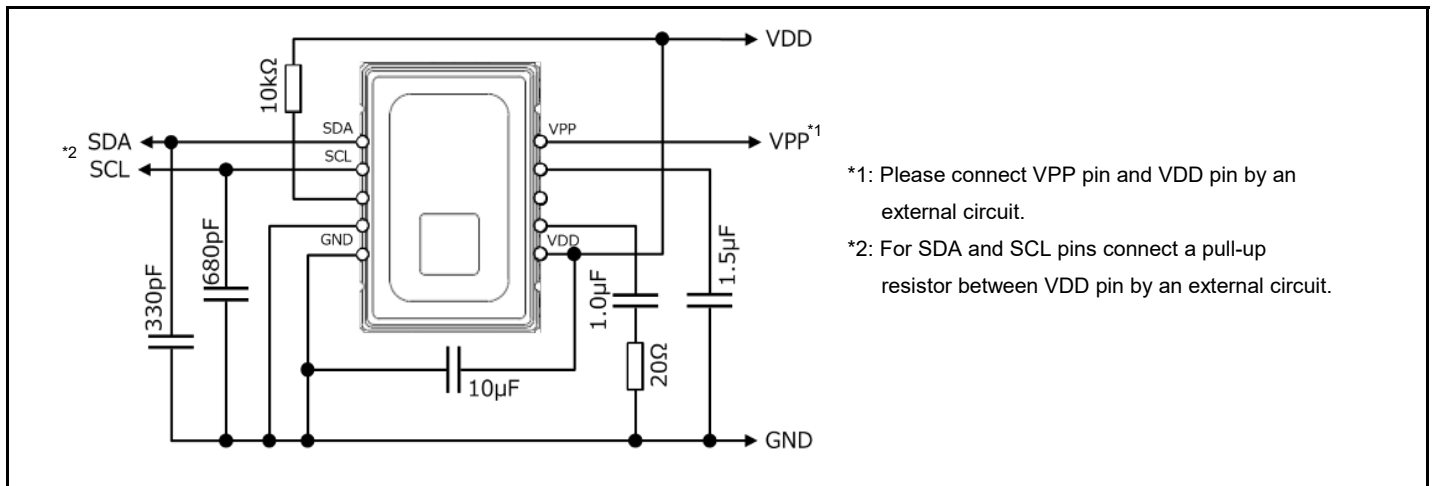 VDD
10kΩ
SDA
VPP
*2 SDA
VPP*1
SCL
SCL
*1: Please connect VPP pin and VDD pin by an
external circuit.
GND
VDD
*2: For SDA and SCL pins connect a pull-up
resistor between VDD pin by an external circuit.
330pF
680pF
1.0µF
1.5µF
10µF
20Ω
GND